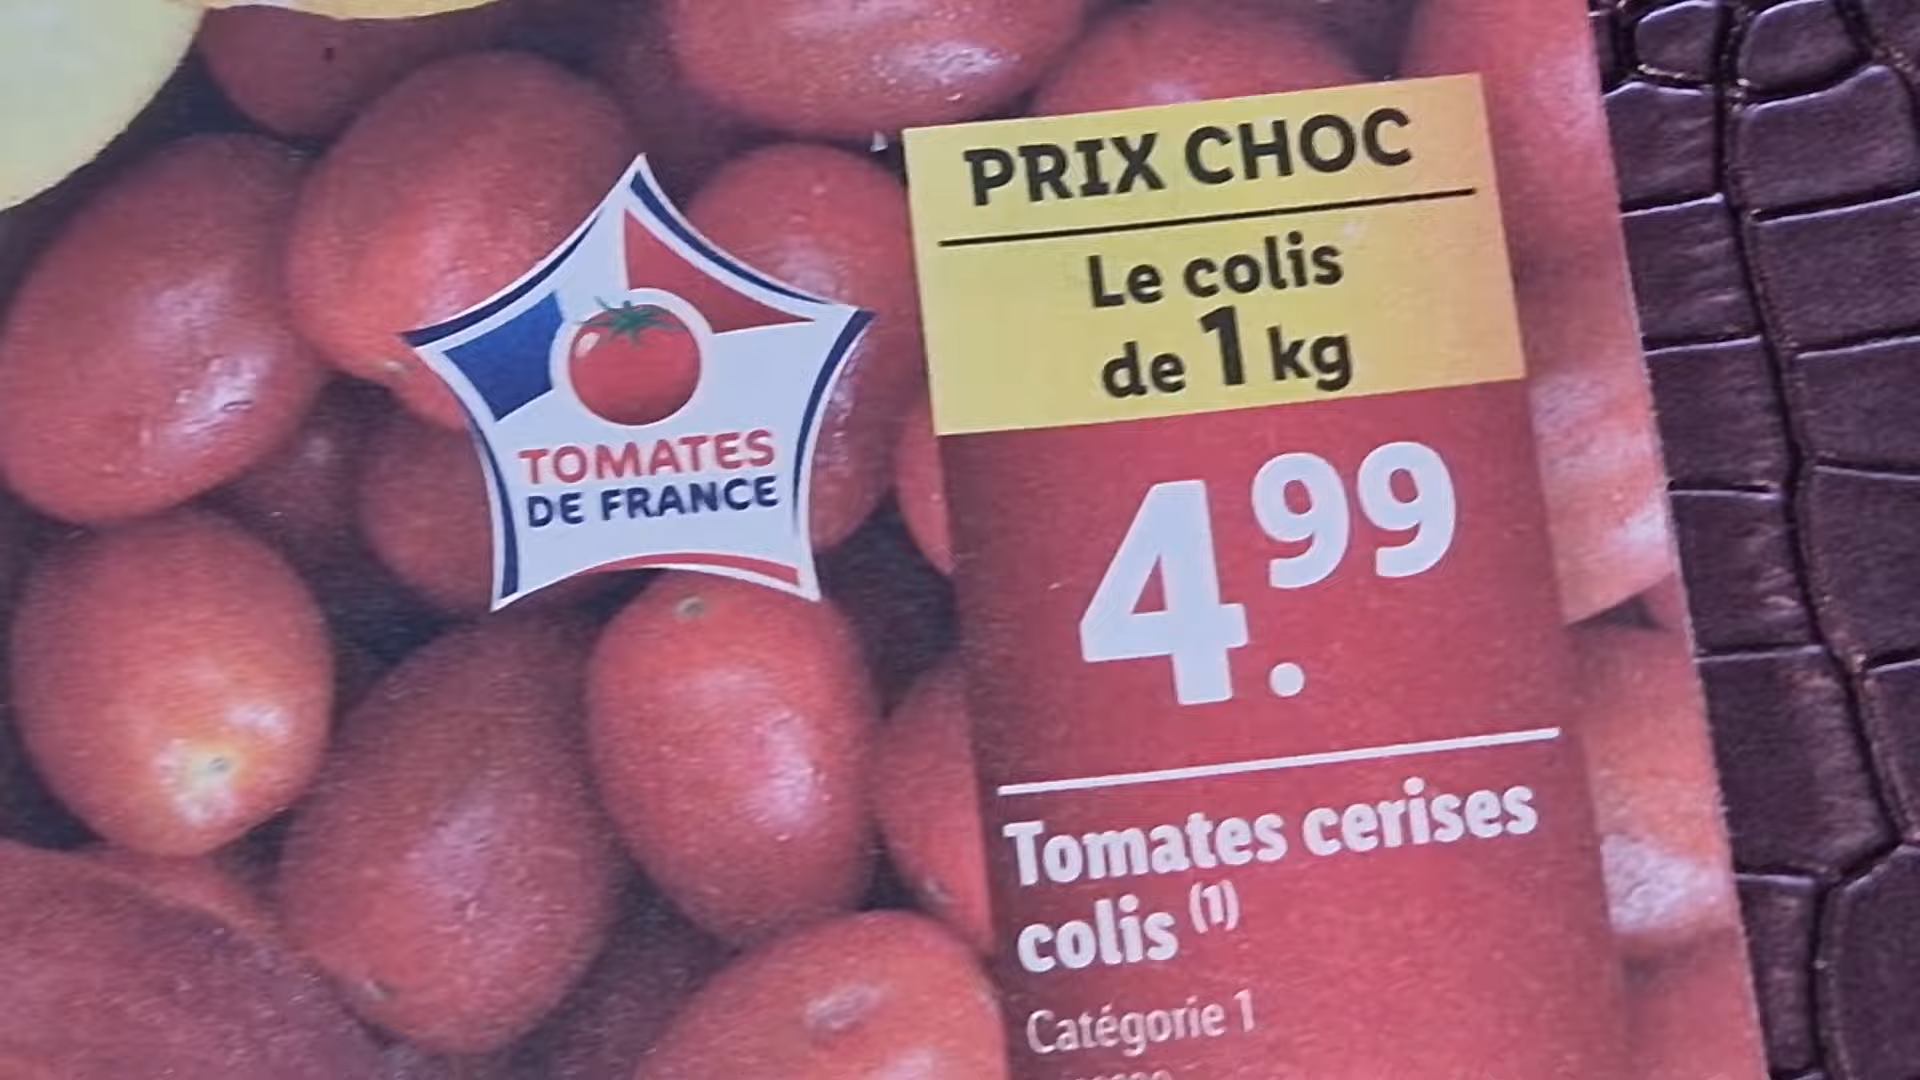 PRIX CHOC
Le colis
de 1 kg
4.99
TOMATES
DE FRANCE
Tomates cerises
colis (1)
Catégorie 1